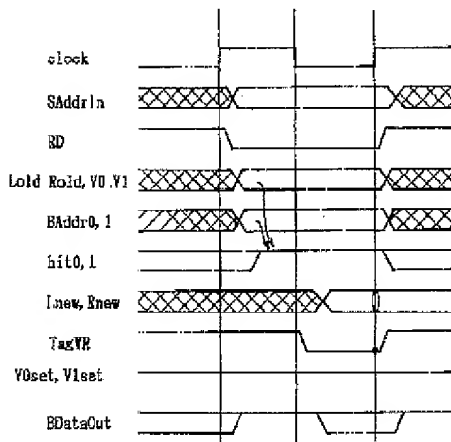 clock
SAddrIn
RD
Lold Rold, V0.V1
BAddr0, 1
hit0, 1
Lnew, Rnew
TagWR
V0set, V1set
BDataOut